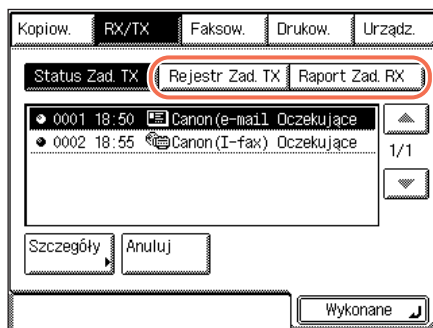 Kopiow. RX/TX Faksow. Drukow. Urządz.
Status Zad. TX Rejestr Zad. TX Raport Zad. RX
0001 18:50 Canon(e-mail Oczekujące
0002 18:55 Canon(I-fax) Oczekujące
1/1
Szczegóły Anuluj
Wykonane